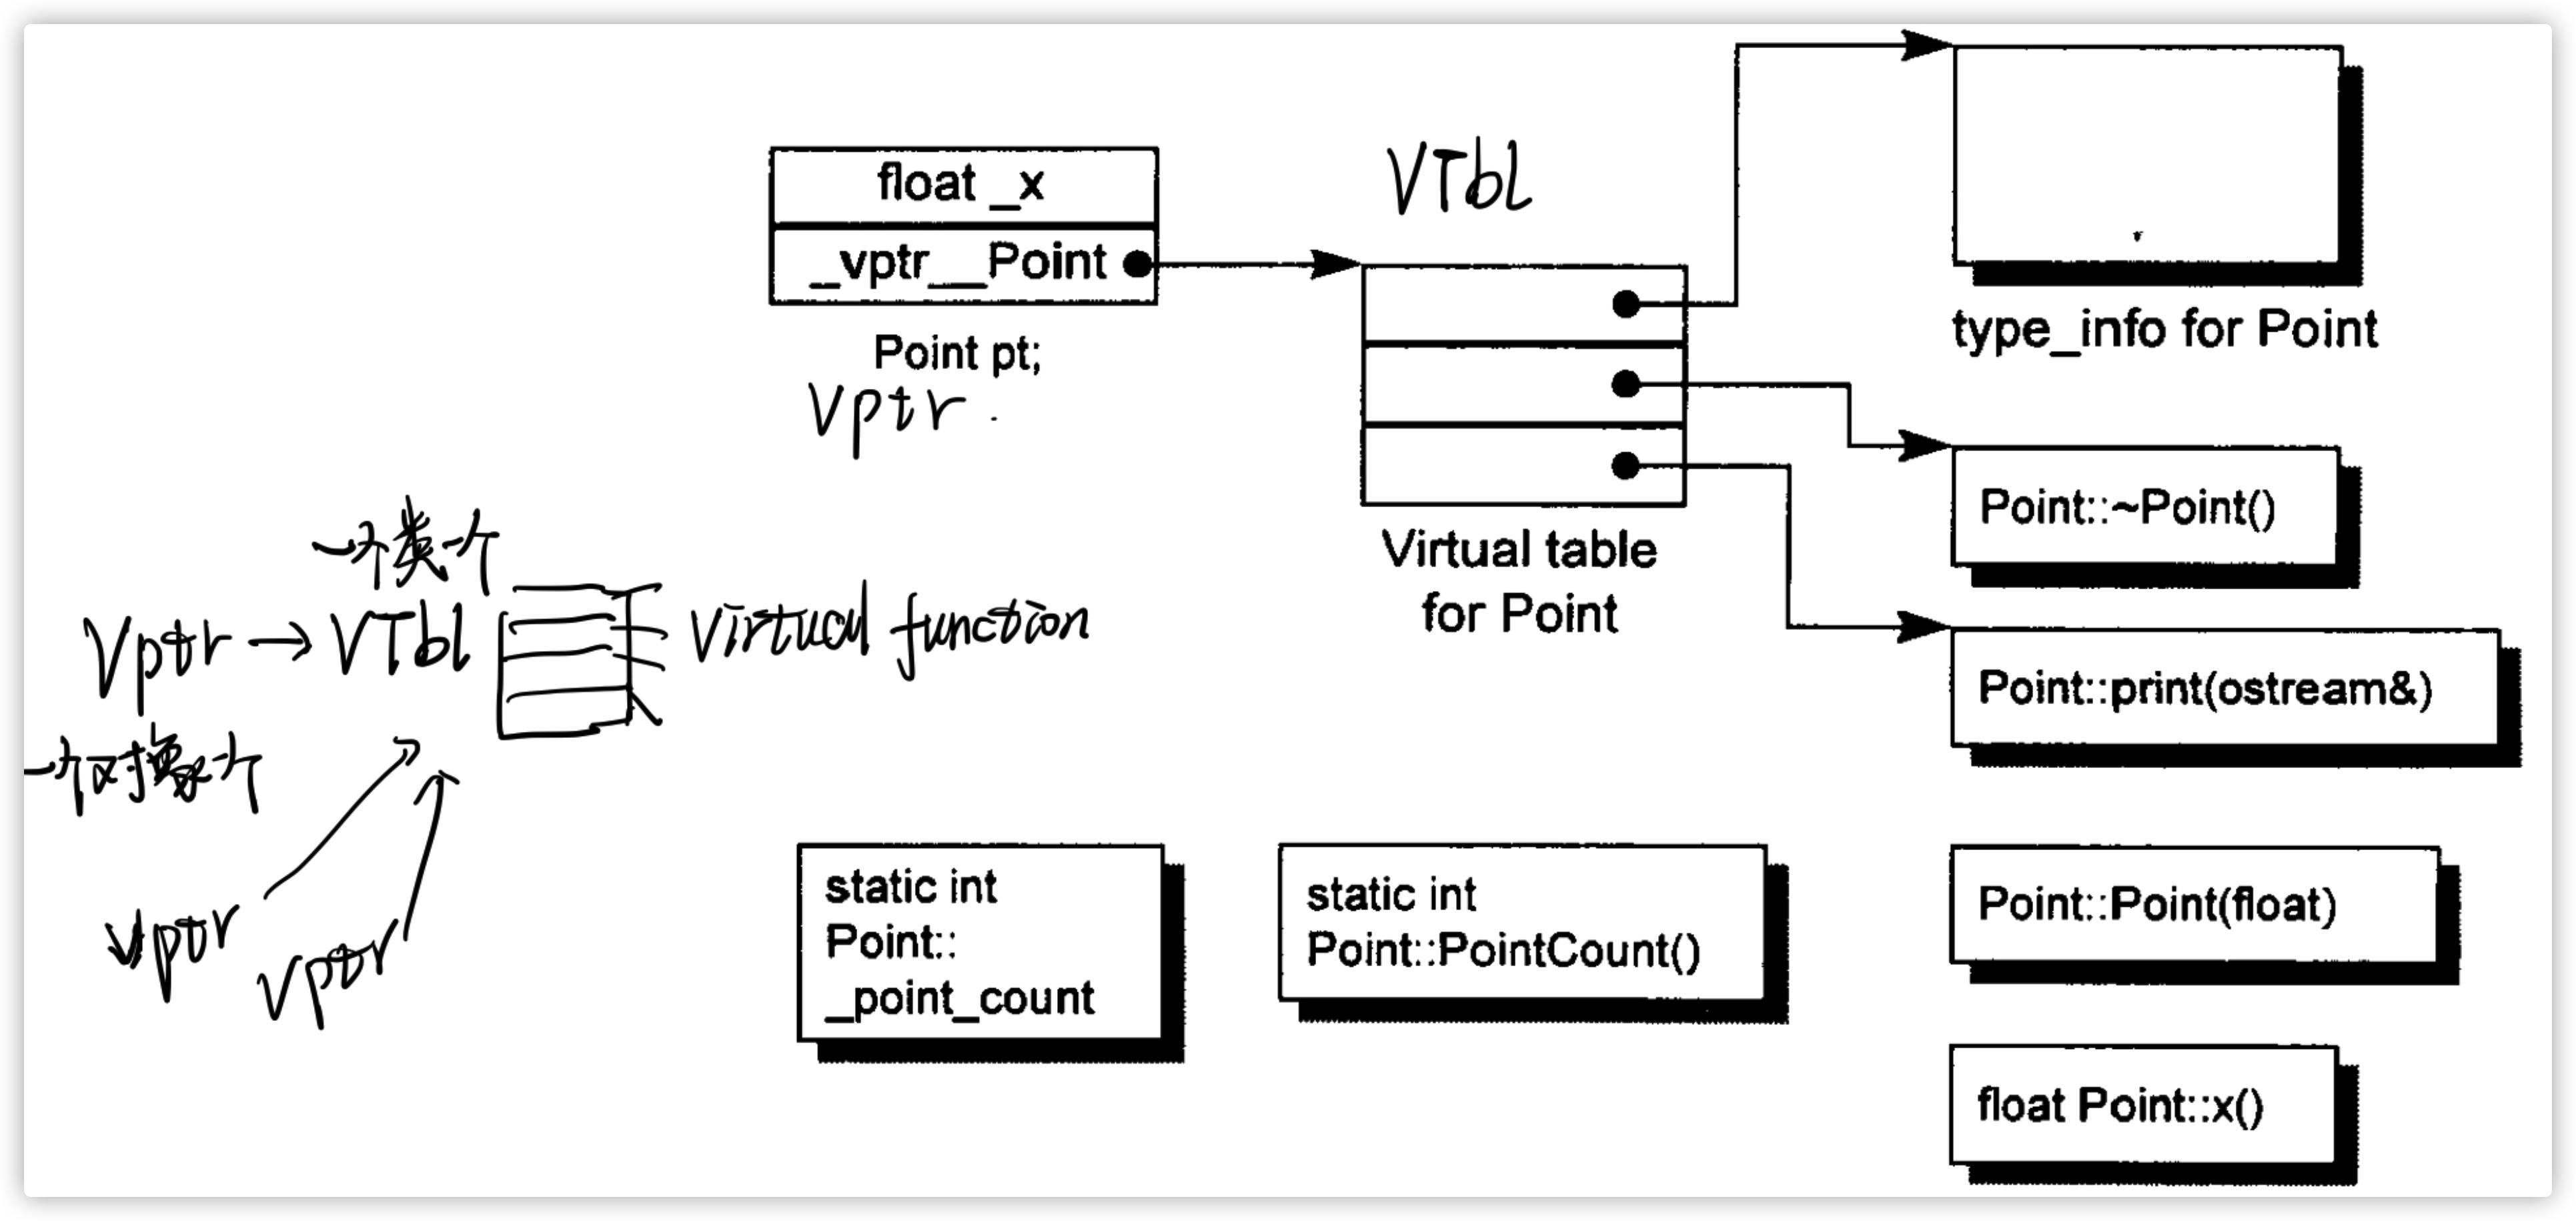 float _x
_vptr__Point
Point pt;
Vptr
VTbl
Virtual table
for Point
type_info for Point
Point::~Point()
Point::print(ostream&)
一个类一个
Vptr → VTbl
Virtual function
一个对象一个
Vptr
Vptr
static int
Point::
_point_count
static int
Point::PointCount()
Point::Point(float)
float Point::x()